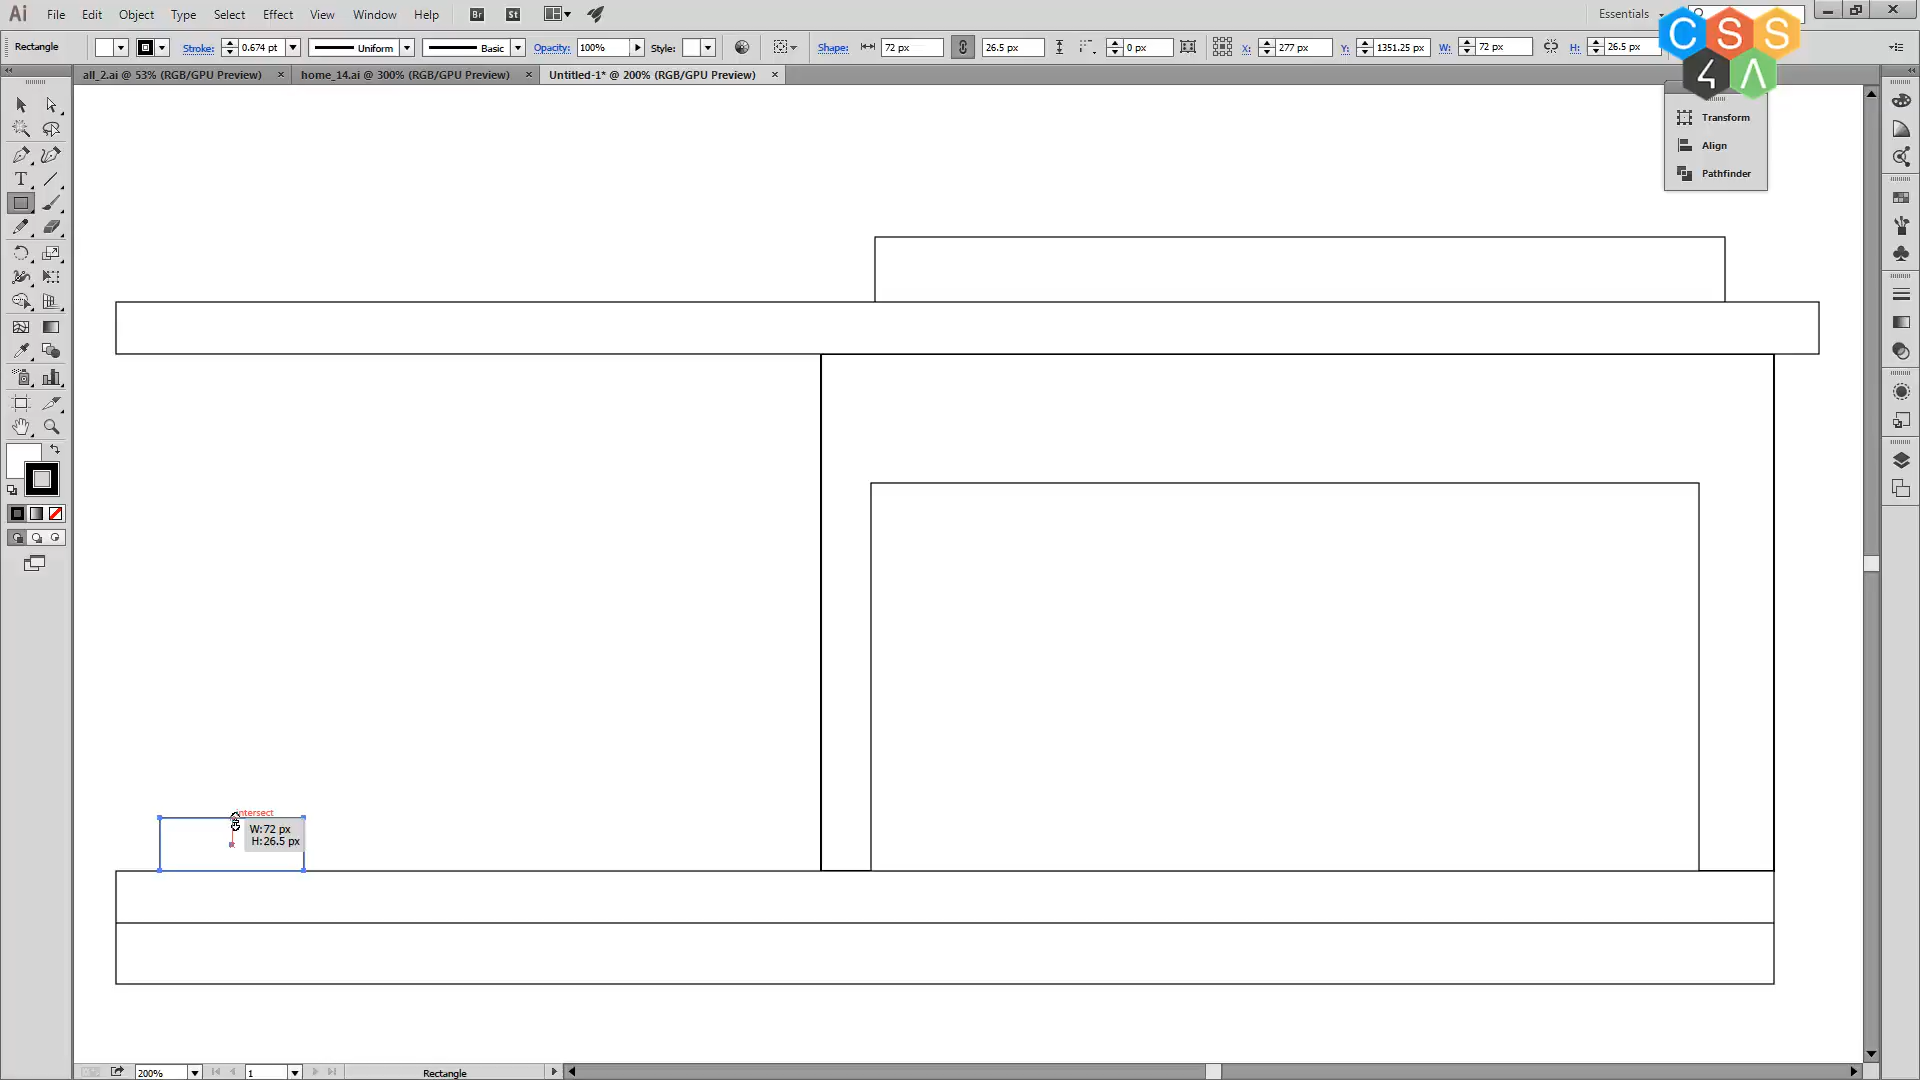 Ai File Edit Object Type Select Effect View Window Help Br St Essentials
Rectangle Stroke: 0.674 pt Uniform Basic Opacity: 100% Style: Shape: 72 px 26.5 px 0 px X: 277 px Y: 1351.25 px W: 72 px H: 26.5 px
CSS
4
all_2.ai @ 53% (RGB/GPU Preview) × home_14.ai @ 300% (RGB/GPU Preview) × Untitled-1* @ 200% (RGB/GPU Preview) ×
Transform
Align
Pathfinder
intersect
W:72 px
H:26.5 px
200% 1 Rectangle